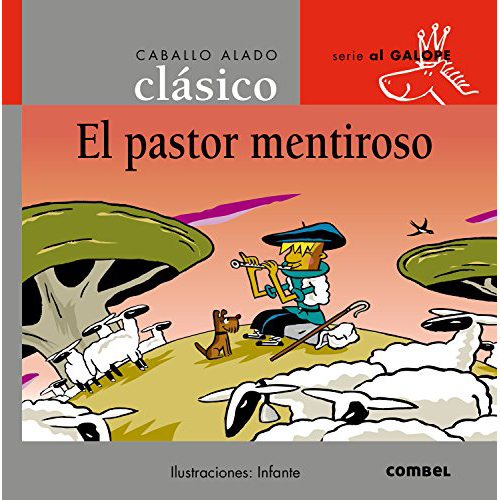 CABALLO ALADO
clásico
serie al GALOPE
El pastor mentiroso
Ilustraciones: Infante
COMBEL